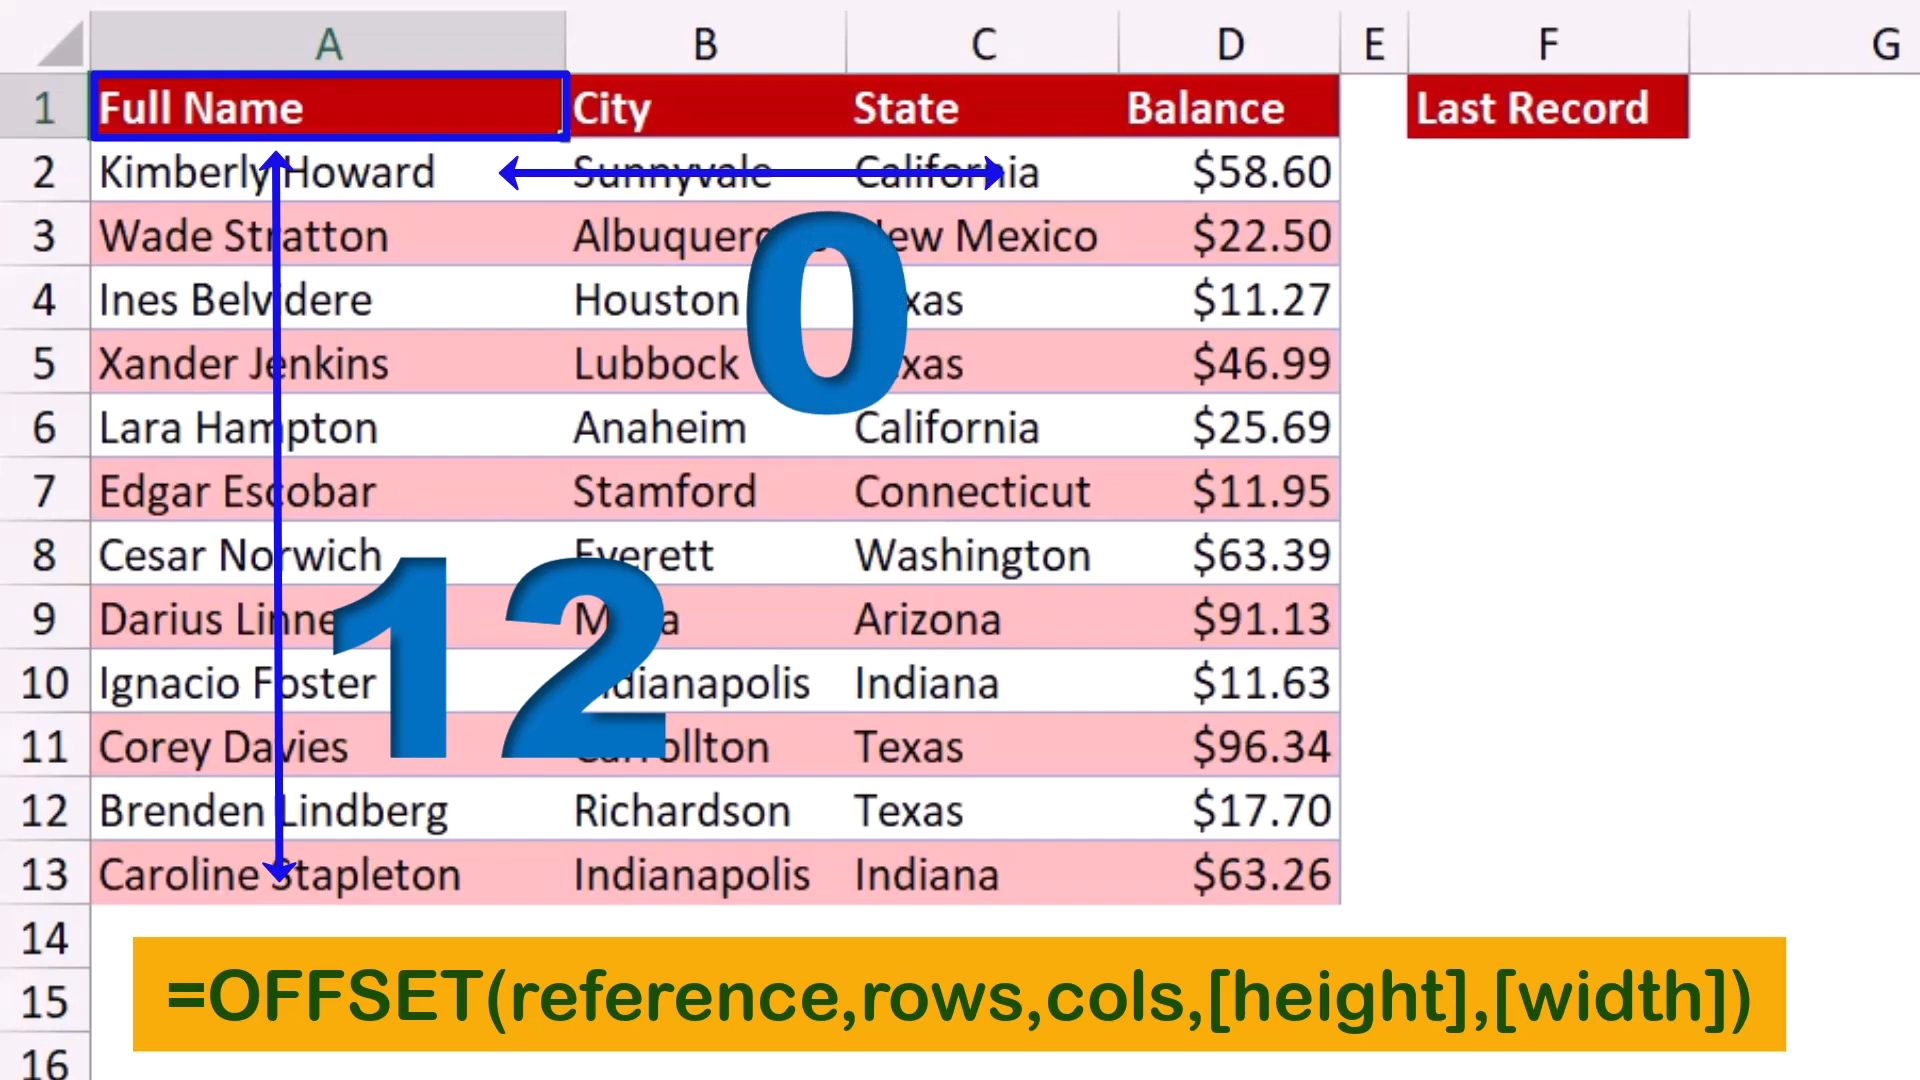 A B C D E F G
1 Full Name City State Balance Last Record
2 Kimberly Howard Sunnyvale California $58.60
3 Wade Stratton New Mexico $22.50
4 Ines Belvidere Houston $11.27
5 Xander Jenkins Lubbock $46.99
0
6 Lara Hampton Anaheim California $25.69
7 Edgar Escobar Stamford Connecticut $11.95
8 Cesar Norwich Everett Washington $63.39
9 Darius Arizona $91.13
12
10 Ignacio Foster Indianapolis Indiana $11.63
11 Corey Davies Carrollton Texas $96.34
12 Brenden Lindberg Richardson Texas $17.70
13 Caroline Stapleton Indianapolis Indiana $63.26
14
=OFFSET(reference,rows,cols,[height],[width])
15
16